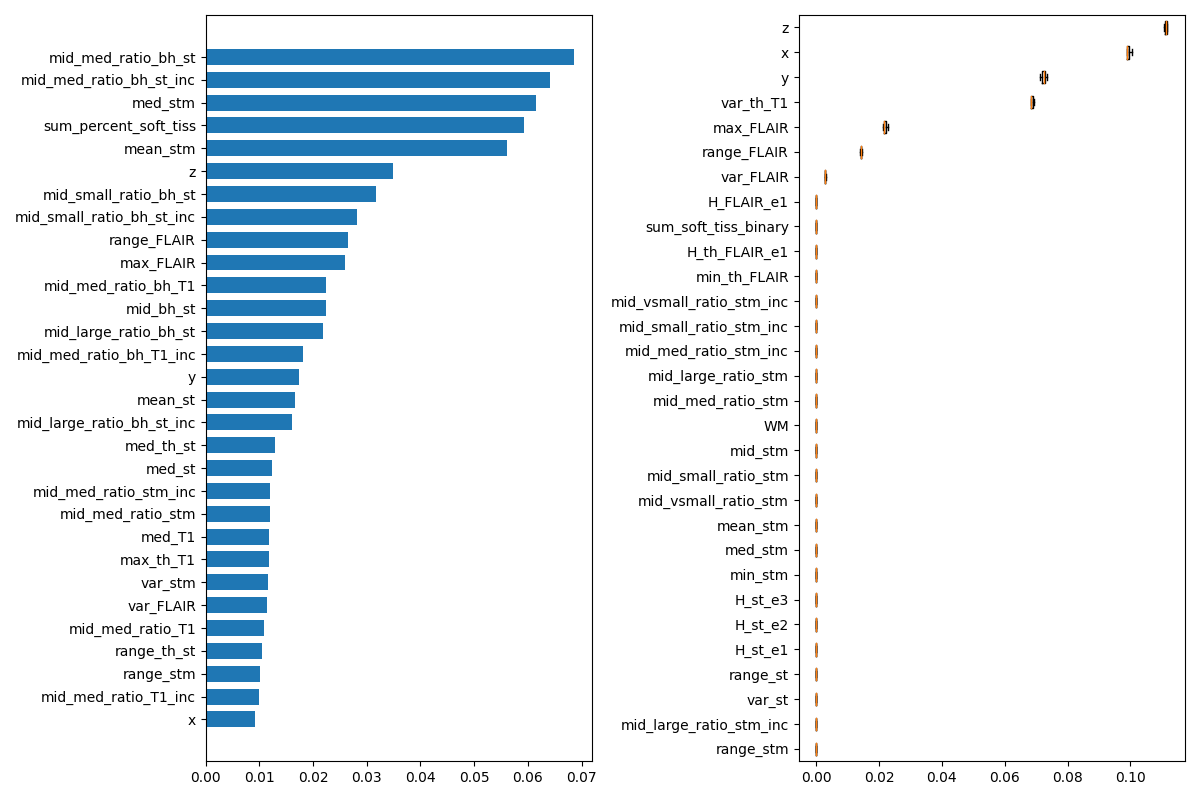 mid_med_ratio_bh_st
mid_med_ratio_bh_st_inc
med_stm
sum_percent_soft_tiss
mean_stm
z
mid_small_ratio_bh_st
mid_small_ratio_bh_st_inc
range_FLAIR
max_FLAIR
mid_med_ratio_bh_T1
mid_bh_st
mid_large_ratio_bh_st
mid_med_ratio_bh_T1_inc
y
mean_st
mid_large_ratio_bh_st_inc
med_th_st
med_st
mid_med_ratio_stm_inc
mid_med_ratio_stm
med_T1
max_th_T1
var_stm
var_FLAIR
mid_med_ratio_T1
range_th_st
range_stm
mid_med_ratio_T1_inc
x
0.00 0.01 0.02 0.03 0.04 0.05 0.06 0.07
z
x
y
var_th_T1
max_FLAIR
range_FLAIR
var_FLAIR
H_FLAIR_e1
sum_soft_tiss_binary
H_th_FLAIR_e1
min_th_FLAIR
mid_vsmall_ratio_stm_inc
mid_small_ratio_stm_inc
mid_med_ratio_stm_inc
mid_large_ratio_stm
mid_med_ratio_stm
WM
mid_stm
mid_small_ratio_stm
mid_vsmall_ratio_stm
mean_stm
med_stm
min_stm
H_st_e3
H_st_e2
H_st_e1
range_st
var_st
mid_large_ratio_stm_inc
range_stm
0.00 0.02 0.04 0.06 0.08 0.10